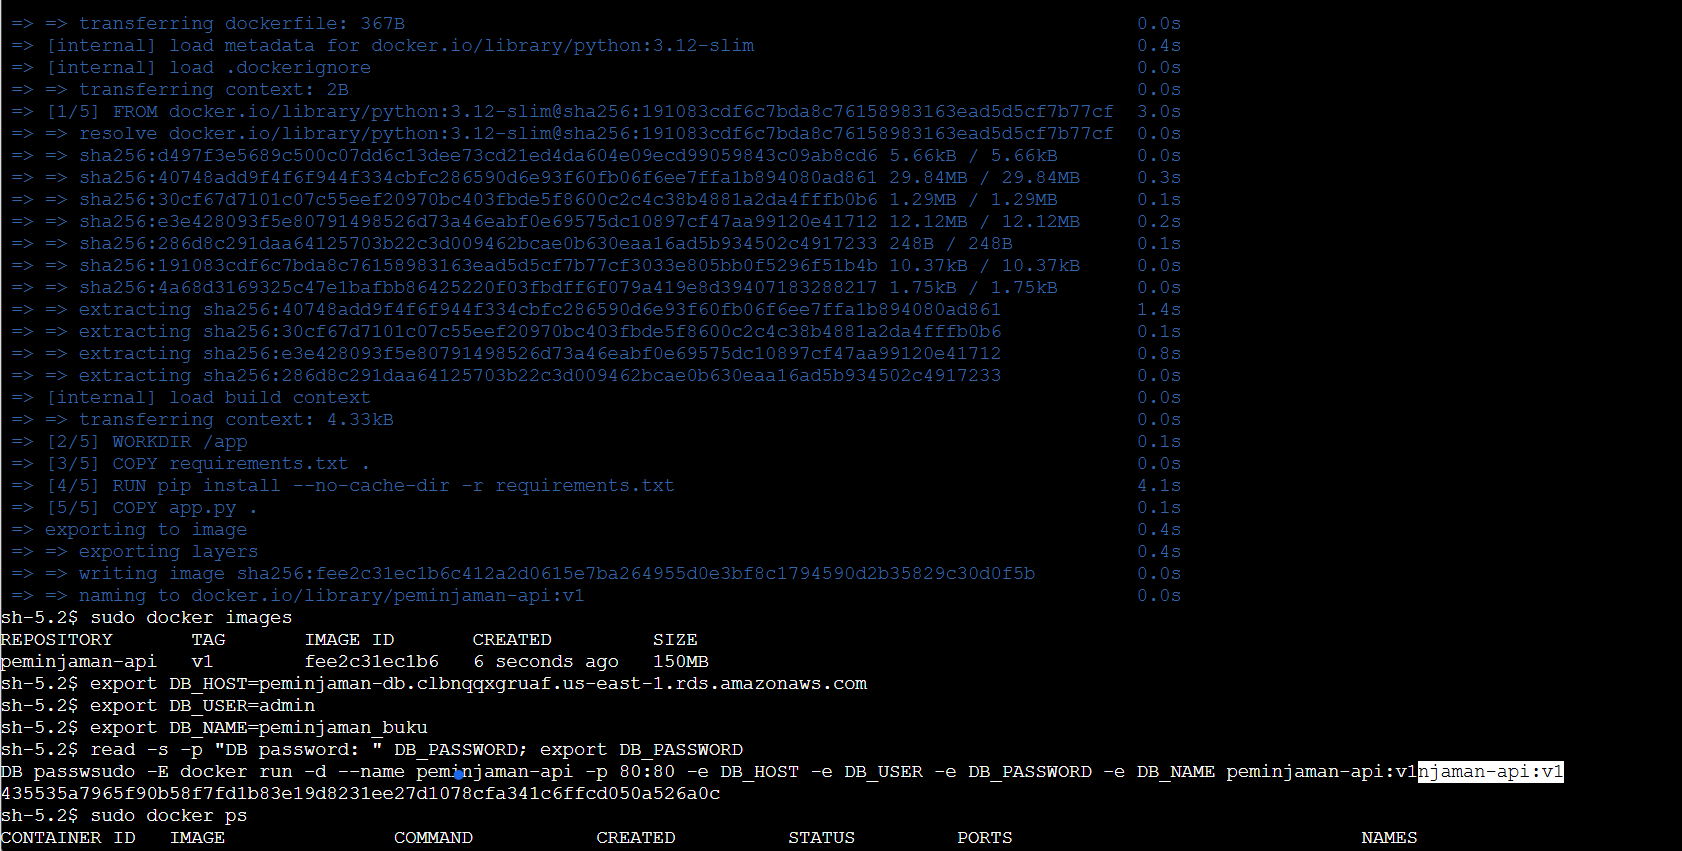 => => transferring dockerfile: 367B 0.0s
=> [internal] load metadata for docker.io/library/python:3.12-slim 0.4s
=> [internal] load .dockerignore 0.0s
=> => transferring context: 2B 0.0s
=> [1/5] FROM docker.io/library/python:3.12-slim@sha256:191083cdf6c7bda8c76158983163ead5d5cf7b77cf 3.0s
=> => resolve docker.io/library/python:3.12-slim@sha256:191083cdf6c7bda8c76158983163ead5d5cf7b77cf 0.0s
=> => sha256:d497f3e5689c500c07dd6c13dee73cd21ed4da604e09ecd99059843c09ab8cd6 5.66kB / 5.66kB 0.0s
=> => sha256:40748add9f4f6f944f334cbfc286590d6e93f60fb06f6ee7ffa1b894080ad861 29.84MB / 29.84MB 0.3s
=> => sha256:30cf67d7101c07c55eef20970bc403fbde5f8600c2c4c38b4881a2da4fffb0b6 1.29MB / 1.29MB 0.1s
=> => sha256:e3e428093f5e80791498526d73a46eabf0e69575dc10897cf47aa99120e41712 12.12MB / 12.12MB 0.2s
=> => sha256:286d8c291daa64125703b22c3d009462bcae0b630eaa16ad5b934502c4917233 248B / 248B 0.1s
=> => sha256:191083cdf6c7bda8c76158983163ead5d5cf7b77cf3033e805bb0f5296f51b4b 10.37kB / 10.37kB 0.0s
=> => sha256:4a68d3169325c47e1bafbb86425220f03fbdff6f079a419e8d39407183288217 1.75kB / 1.75kB 0.0s
=> => extracting sha256:40748add9f4f6f944f334cbfc286590d6e93f60fb06f6ee7ffa1b894080ad861 1.4s
=> => extracting sha256:30cf67d7101c07c55eef20970bc403fbde5f8600c2c4c38b4881a2da4fffb0b6 0.1s
=> => extracting sha256:e3e428093f5e80791498526d73a46eabf0e69575dc10897cf47aa99120e41712 0.8s
=> => extracting sha256:286d8c291daa64125703b22c3d009462bcae0b630eaa16ad5b934502c4917233 0.0s
=> [internal] load build context 0.0s
=> => transferring context: 4.33kB 0.0s
=> [2/5] WORKDIR /app 0.1s
=> [3/5] COPY requirements.txt . 0.0s
=> [4/5] RUN pip install --no-cache-dir -r requirements.txt 4.1s
=> [5/5] COPY app.py . 0.1s
=> exporting to image 0.4s
=> => exporting layers 0.4s
=> => writing image sha256:fee2c31ec1b6c412a2d0615e7ba264955d0e3bf8c1794590d2b35829c30d0f5b 0.0s
=> => naming to docker.io/library/peminjaman-api:v1 0.0s
sh-5.2$ sudo docker images
REPOSITORY TAG IMAGE ID CREATED SIZE
peminjaman-api v1 fee2c31ec1b6 6 seconds ago 150MB
sh-5.2$ export DB_HOST=peminjaman-db.clbnqqxgruaf.us-east-1.rds.amazonaws.com
sh-5.2$ export DB_USER=admin
sh-5.2$ export DB_NAME=peminjaman_buku
sh-5.2$ read -s -p "DB password: " DB_PASSWORD; export DB_PASSWORD
DB passwsudo -E docker run -d --name peminjaman-api -p 80:80 -e DB_HOST -e DB_USER -e DB_PASSWORD -e DB_NAME peminjaman-api:v1njaman-api:v1
435535a7965f90b58f7fd1b83e19d8231ee27d1078cfa341c6ffcd050a526a0c
sh-5.2$ sudo docker ps
CONTAINER ID IMAGE COMMAND CREATED STATUS PORTS NAMES